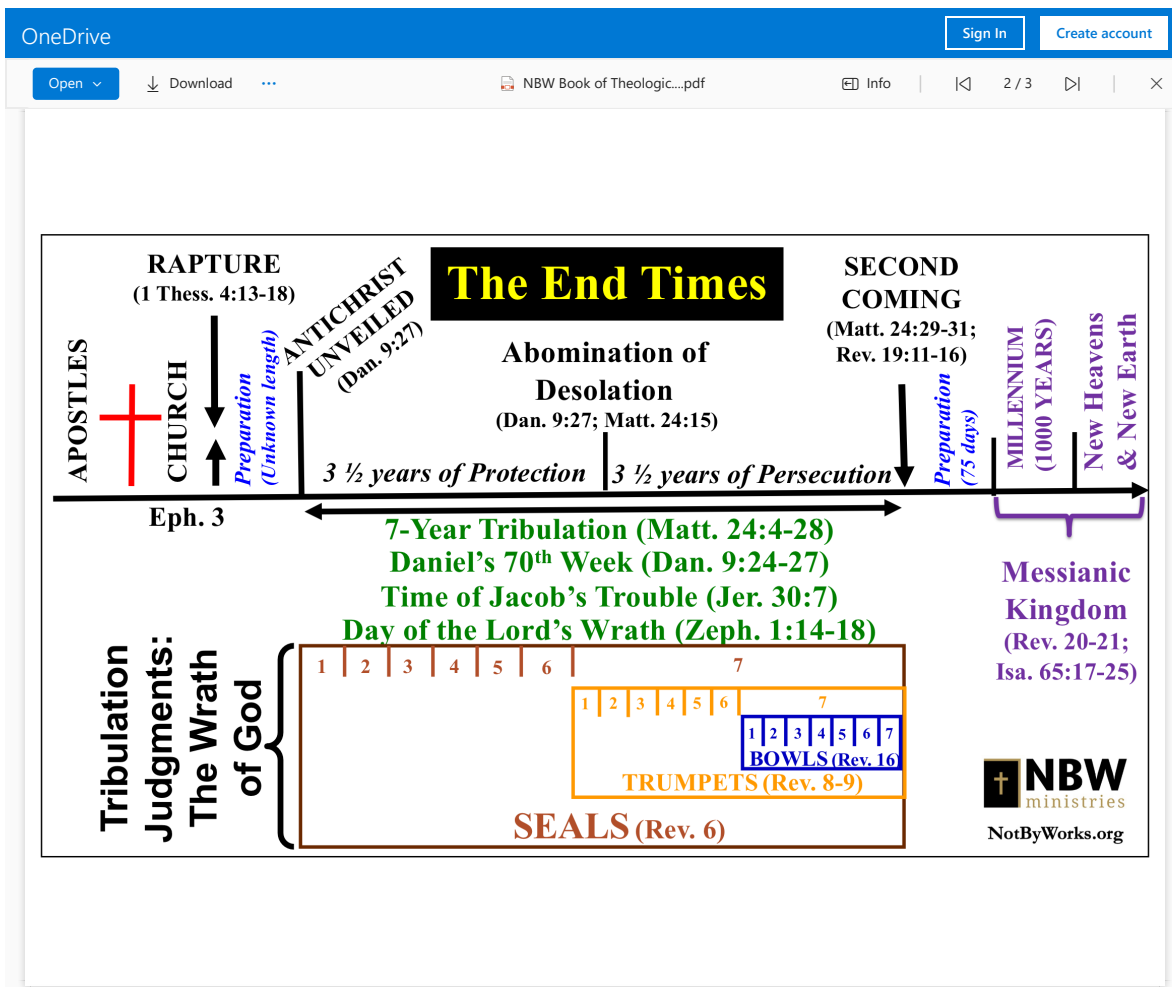 OneDrive
Sign In
Create account
Open
Download
...
NBW Book of Theologic....pdf
Info
2 / 3
The End Times
RAPTURE
(1 Thess. 4:13-18)
ANTICHRIST
UNVEILED
(Dan. 9:27)
SECOND
COMING
(Matt. 24:29-31;
Rev. 19:11-16)
Abomination of
Desolation
(Dan. 9:27; Matt. 24:15)
APOSTLES
CHURCH
Preparation
(Unknown length)
3 ½ years of Protection
3 ½ years of Persecution
Preparation
(75 days)
MILLENNIUM
(1000 YEARS)
New Heavens
& New Earth
Eph. 3
7-Year Tribulation (Matt. 24:4-28)
Daniel's 70th Week (Dan. 9:24-27)
Time of Jacob's Trouble (Jer. 30:7)
Day of the Lord's Wrath (Zeph. 1:14-18)
Messianic
Kingdom
(Rev. 20-21;
Isa. 65:17-25)
Tribulation
Judgments:
The Wrath
of God
1 2 3 4 5 6 7
1 2 3 4 5 6 7
1 2 3 4 5 6 7
BOWLS (Rev. 16)
TRUMPETS (Rev. 8-9)
SEALS (Rev. 6)
NBW
ministries
NotByWorks.org